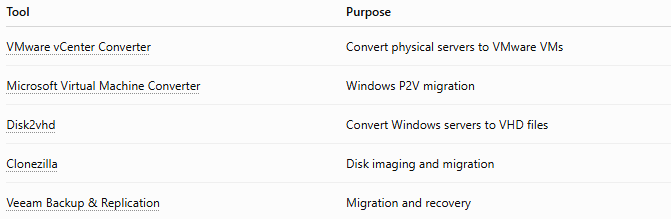 Tool Purpose
VMware vCenter Converter Convert physical servers to VMware VMs
Microsoft Virtual Machine Converter Windows P2V migration
Disk2vhd Convert Windows servers to VHD files
Clonezilla Disk imaging and migration
Veeam Backup & Replication Migration and recovery